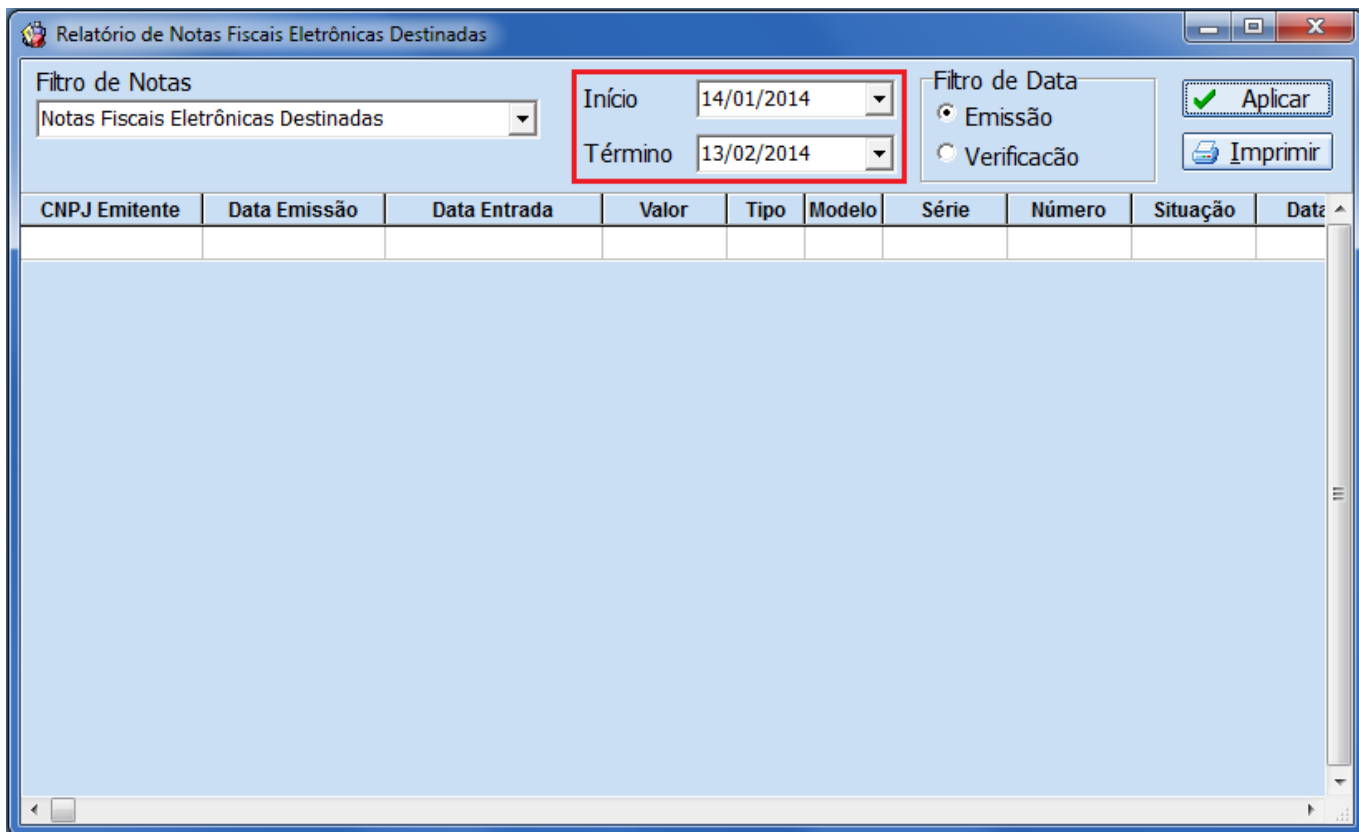 Relatório de Notas Fiscais Eletrônicas Destinadas
Filtro de Notas
Notas Fiscais Eletrônicas Destinadas
Início 14/01/2014
Término 13/02/2014
Filtro de Data
Emissão
Verificacão
Aplicar
Imprimir
CNPJ Emitente Data Emissão Data Entrada Valor Tipo Modelo Série Número Situação Data